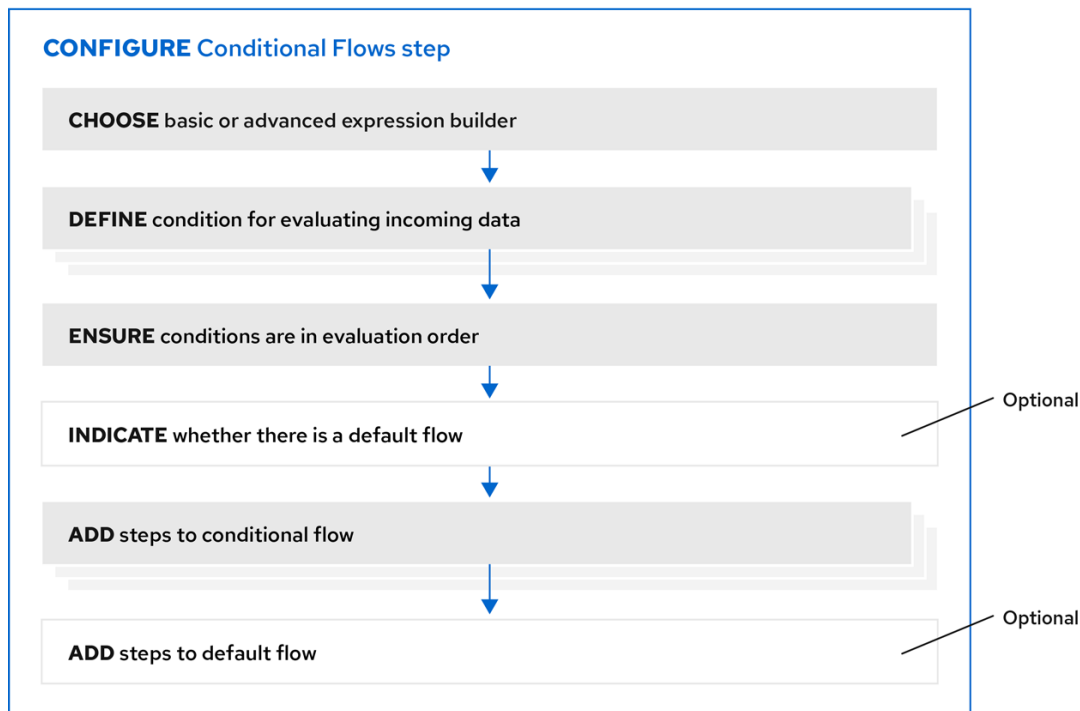 CONFIGURE Conditional Flows step
CHOOSE basic or advanced expression builder
DEFINE condition for evaluating incoming data
ENSURE conditions are in evaluation order
Optional
INDICATE whether there is a default flow
ADD steps to conditional flow
Optional
ADD steps to default flow